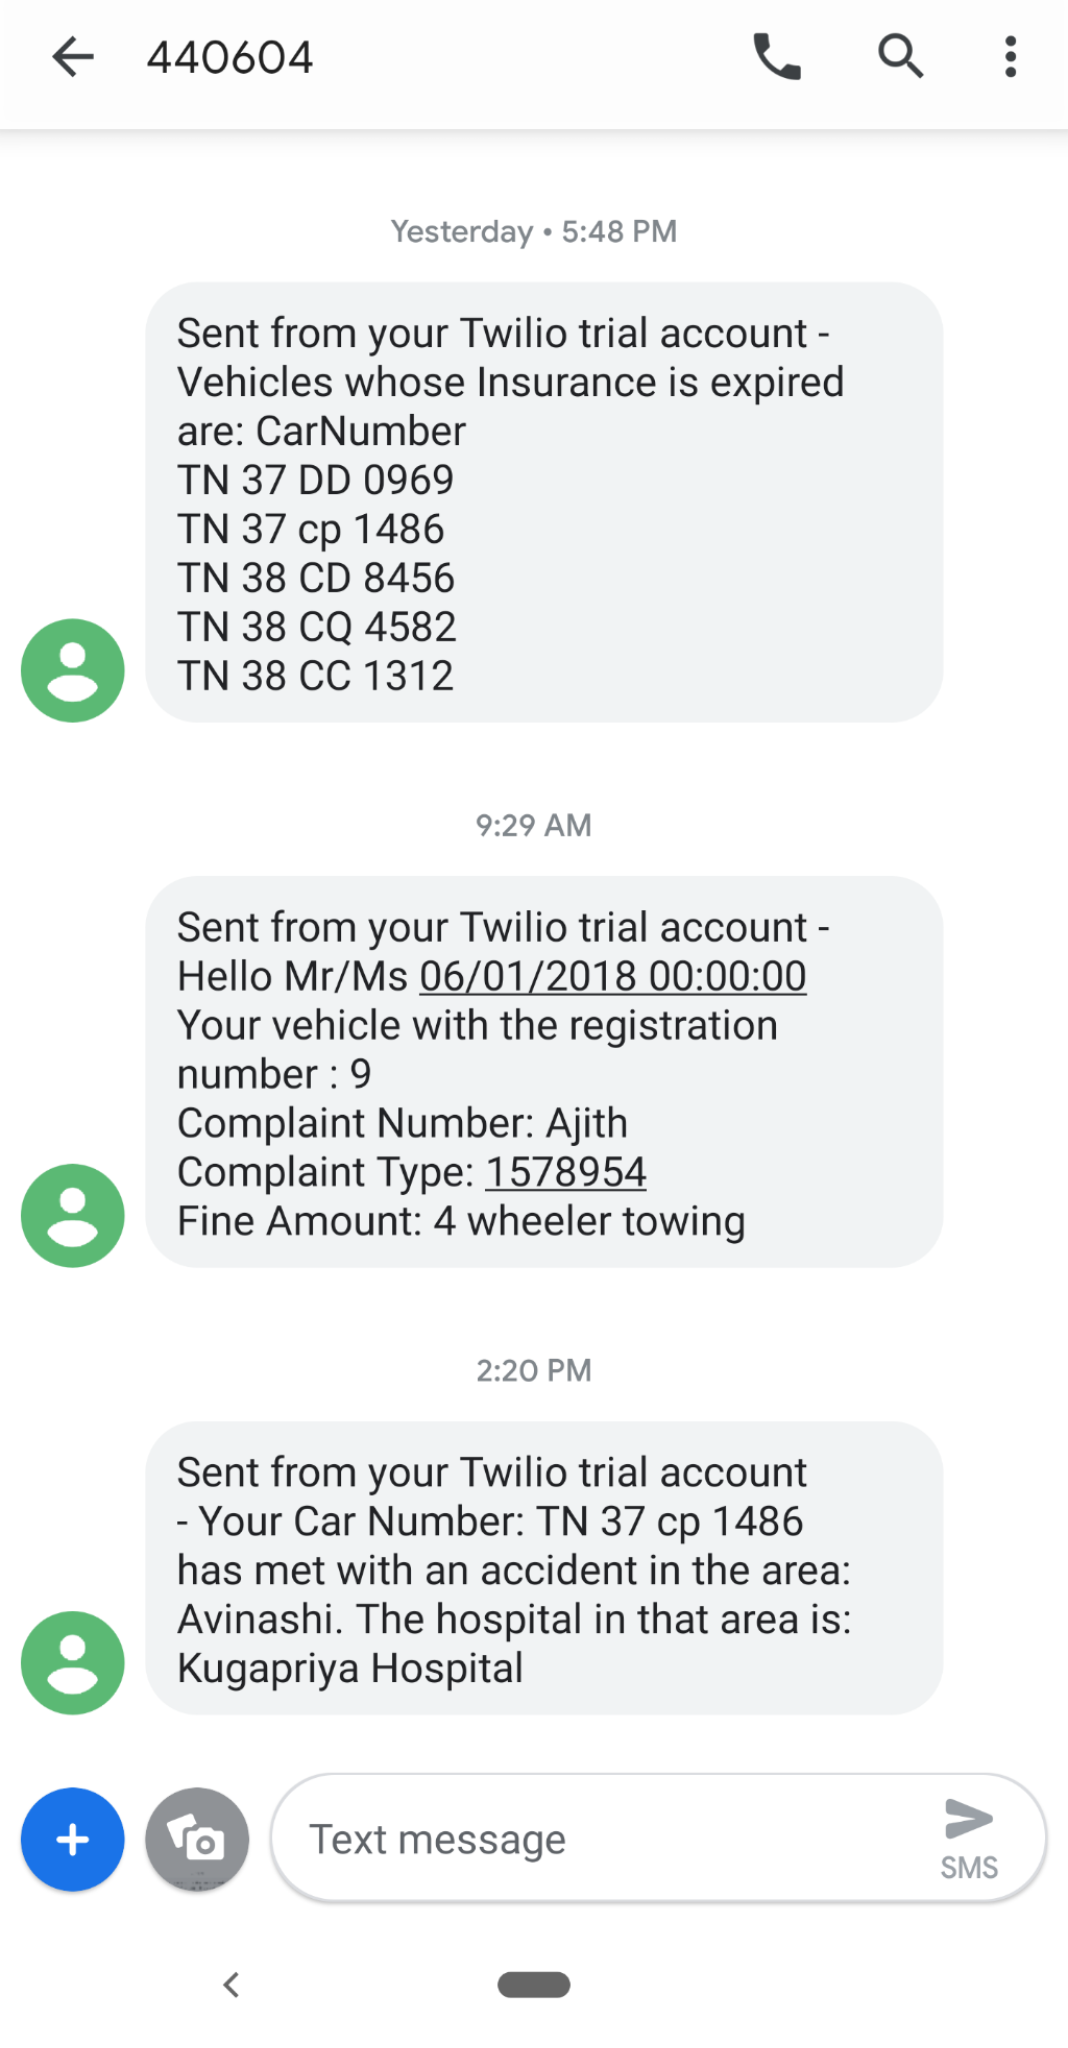 440604
Yesterday • 5:48 PM
Sent from your Twilio trial account -
Vehicles whose Insurance is expired
are: CarNumber
TN 37 DD 0969
TN 37 cp 1486
TN 38 CD 8456
TN 38 CQ 4582
TN 38 CC 1312
9:29 AM
Sent from your Twilio trial account -
Hello Mr/Ms 06/01/2018 00:00:00
Your vehicle with the registration
number : 9
Complaint Number: Ajith
Complaint Type: 1578954
Fine Amount: 4 wheeler towing
2:20 PM
Sent from your Twilio trial account
- Your Car Number: TN 37 cp 1486
has met with an accident in the area:
Avinashi. The hospital in that area is:
Kugapriya Hospital
Text message
SMS